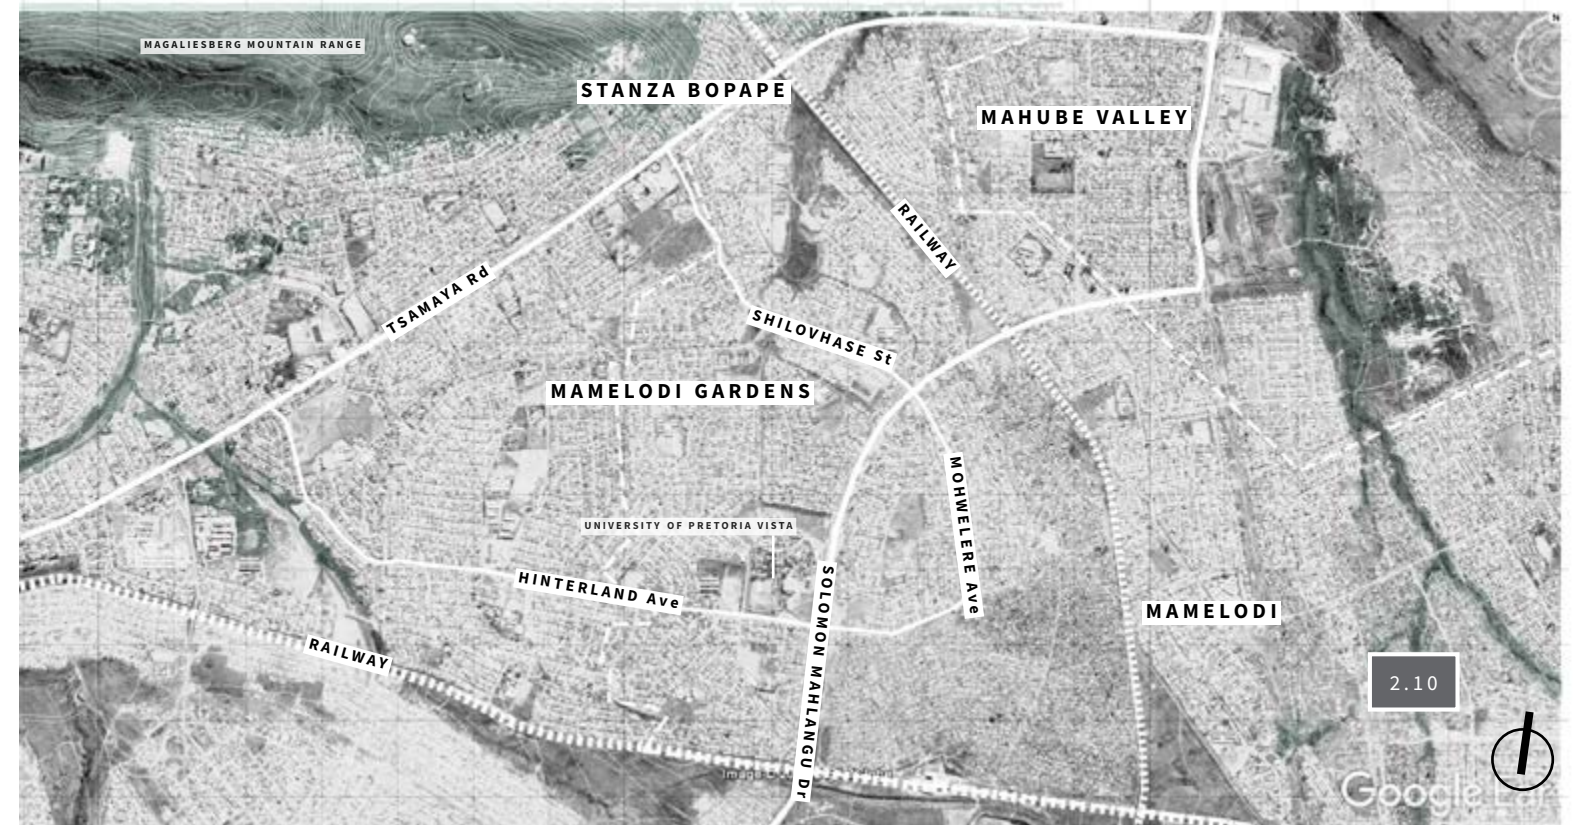 N
MAGALIESBERG MOUNTAIN RANGE
STANZA BOPAPE
MAHUBE VALLEY
RAILWAY
TSAMAYA Rd
SHILOVHASE St
MAMELODI GARDENS
MOHWELERE Ave
UNIVERSITY OF PRETORIA VISTA
HINTERLAND Ave
SOLOMON MAHLANGU Dr
MAMELODI
RAILWAY
2.10
Google